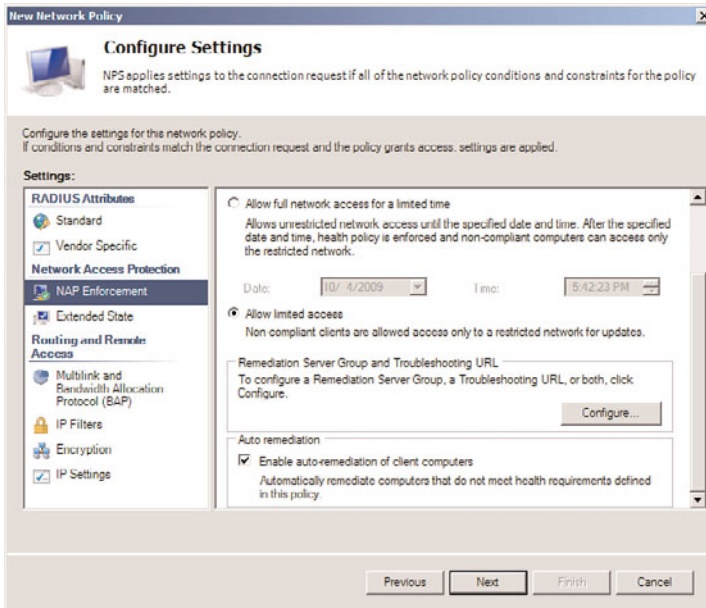 New Network Policy
Configure Settings
NPS applies settings to the connection request if all of the network policy conditions and constraints for the policy
are matched.
Configure the settings for this network policy.
If conditions and constraints match the connection request and the policy grants access, settings are applied.
Settings:
RADIUS Attributes
Standard
Vendor Specific
Network Access Protection
NAP Enforcement
Extended State
Routing and Remote
Access
Multilink and
Bandwidth Allocation
Protocol (BAP)
IP Filters
Encryption
IP Settings
Allow full network access for a limited time
Allows unrestricted network access until the specified date and time. After the specified
date and time, health policy is enforced and non-compliant computers can access only
the restricted network.
Date: 10/ 4/2009 Time: 5:42:23 PM
Allow limited access
Non compliant clients are allowed access only to a restricted network for updates.
Remediation Server Group and Troubleshooting URL
To configure a Remediation Server Group, a Troubleshooting URL, or both, click
Configure.
Configure...
Auto remediation
Enable auto-remediation of client computers
Automatically remediate computers that do not meet health requirements defined
in this policy.
Previous Next Finish Cancel